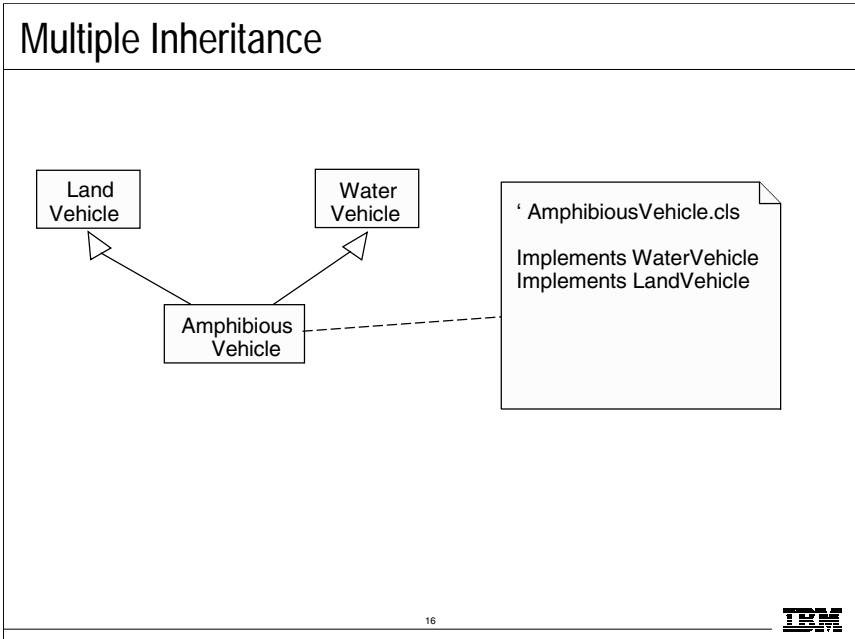 Multiple Inheritance
Land
Vehicle
Water
Vehicle
Amphibious
Vehicle
‘ AmphibiousVehicle.cls
Implements WaterVehicle
Implements LandVehicle
16
IBM